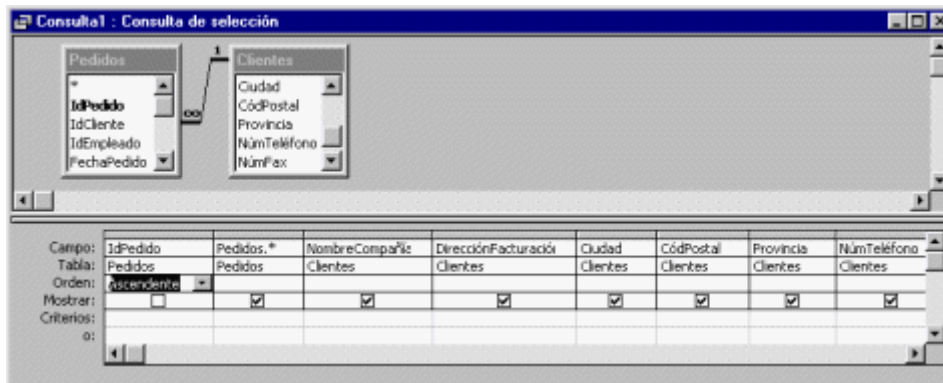 Consulta1 : Consulta de selección
Pedidos
*
IdPedido
IdCliente
IdEmpleado
FechaPedido
1
∞
Clientes
Ciudad
CódPostal
Provincia
NúmTeléfono
NúmFax
Campo: IdPedido Pedidos.* NombreCompañía DirecciónFacturació Ciudad CódPostal Provincia NúmTeléfono
Tabla: Pedidos Pedidos Clientes Clientes Clientes Clientes Clientes Clientes
Orden: Ascendente
Mostrar:
Criterios:
o: